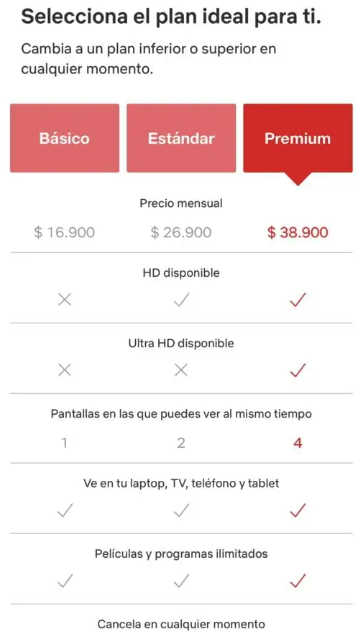 Selecciona el plan ideal para ti.
Cambia a un plan inferior o superior en
cualquier momento.
Básico Estándar Premium
Precio mensual
$ 16.900 $ 26.900 $ 38.900
HD disponible
Ultra HD disponible
Pantallas en las que puedes ver al mismo tiempo
1 2 4
Ve en tu laptop, TV, teléfono y tablet
Películas y programas ilimitados
Cancela en cualquier momento